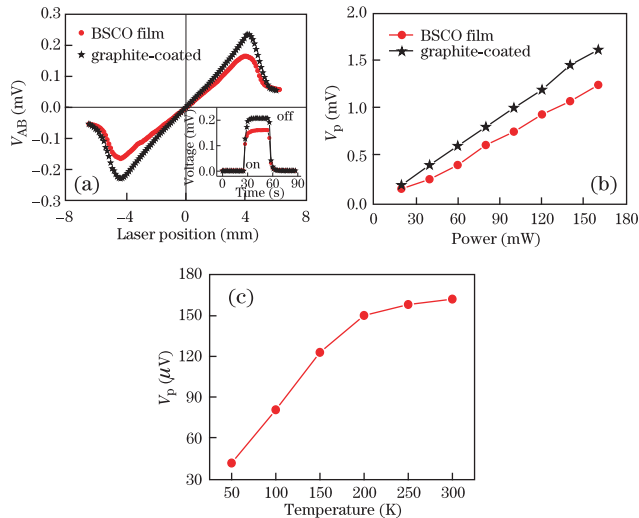 0.3
0.2
0.1
0.0
−0.1
−0.2
−0.3
V_AB (mV)
BSCO film
graphite-coated
(a)
−8 −4 0 4 8
Laser position (mm)
0.2
0.1
0.0
Voltage (mV)
on
off
0 30 60 90
Time (s)
2.0
1.5
1.0
0.5
0.0
V_p (mV)
BSCO film
graphite-coated
(b)
0 30 60 90 120 150 180
Power (mW)
180
150
120
90
60
30
V_p (μV)
(c)
50 100 150 200 250 300
Temperature (K)